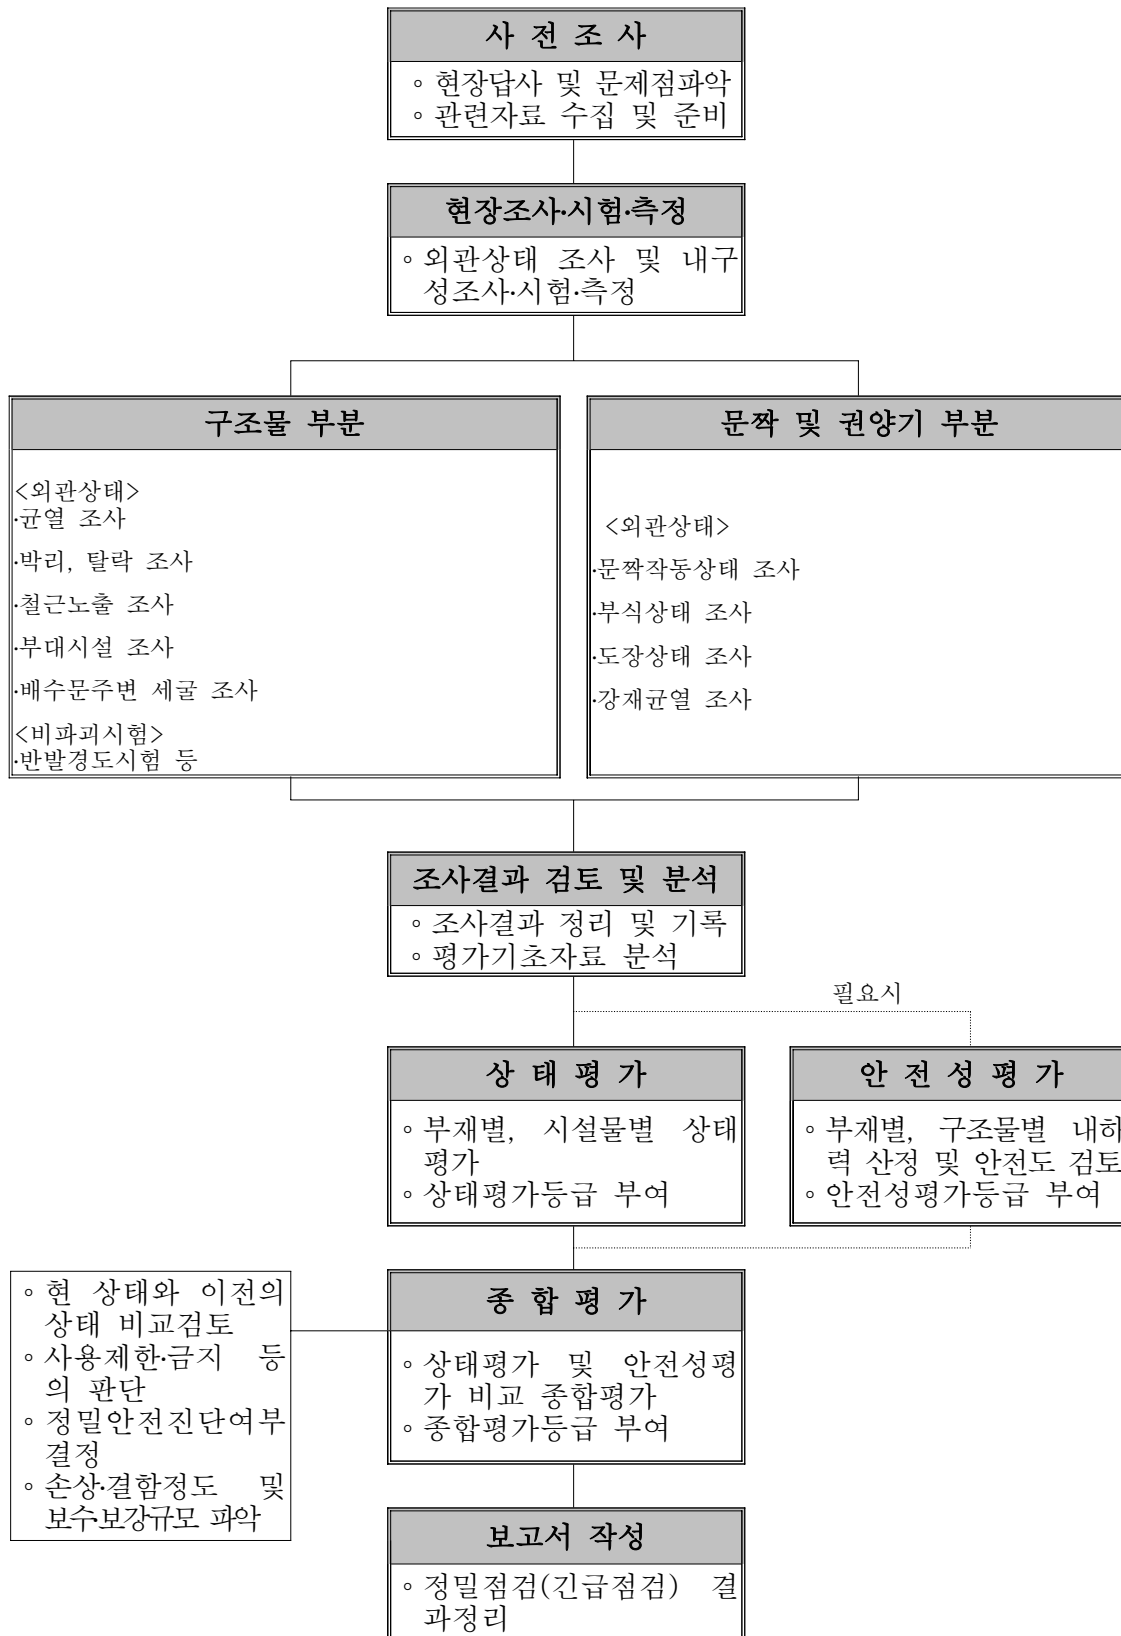 사 전 조 사
◦ 현장답사 및 문제점파악
◦ 관련자료 수집 및 준비
현장조사·시험·측정
◦ 외관상태 조사 및 내구
성조사·시험·측정
구조물 부분
<외관상태>
·균열 조사
·박리, 탈락 조사
·철근노출 조사
·부대시설 조사
·배수문주변 세굴 조사
<비파괴시험>
·반발경도시험 등
문짝 및 권양기 부분
<외관상태>
·문짝작동상태 조사
·부식상태 조사
·도장상태 조사
·강재균열 조사
조사결과 검토 및 분석
◦ 조사결과 정리 및 기록
◦ 평가기초자료 분석
필요시
상 태 평 가
◦ 부재별, 시설물별 상태
평가
◦ 상태평가등급 부여
안 전 성 평 가
◦ 부재별, 구조물별 내하
력 산정 및 안전도 검토
◦ 안전성평가등급 부여
◦ 현 상태와 이전의
상태 비교검토
◦ 사용제한·금지 등
의 판단
◦ 정밀안전진단여부
결정
◦ 손상·결함정도 및
보수·보강규모 파악
종 합 평 가
◦ 상태평가 및 안전성평
가 비교 종합평가
◦ 종합평가등급 부여
보고서 작성
◦ 정밀점검(긴급점검) 결
과정리